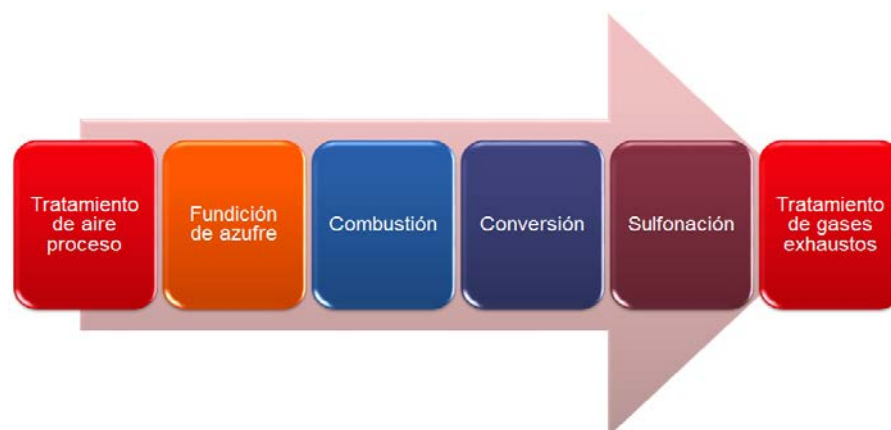 Tratamiento
de aire
proceso
Fundición
de azufre
Combustión
Conversión
Sulfonación
Tratamiento
de gases
exhaustos